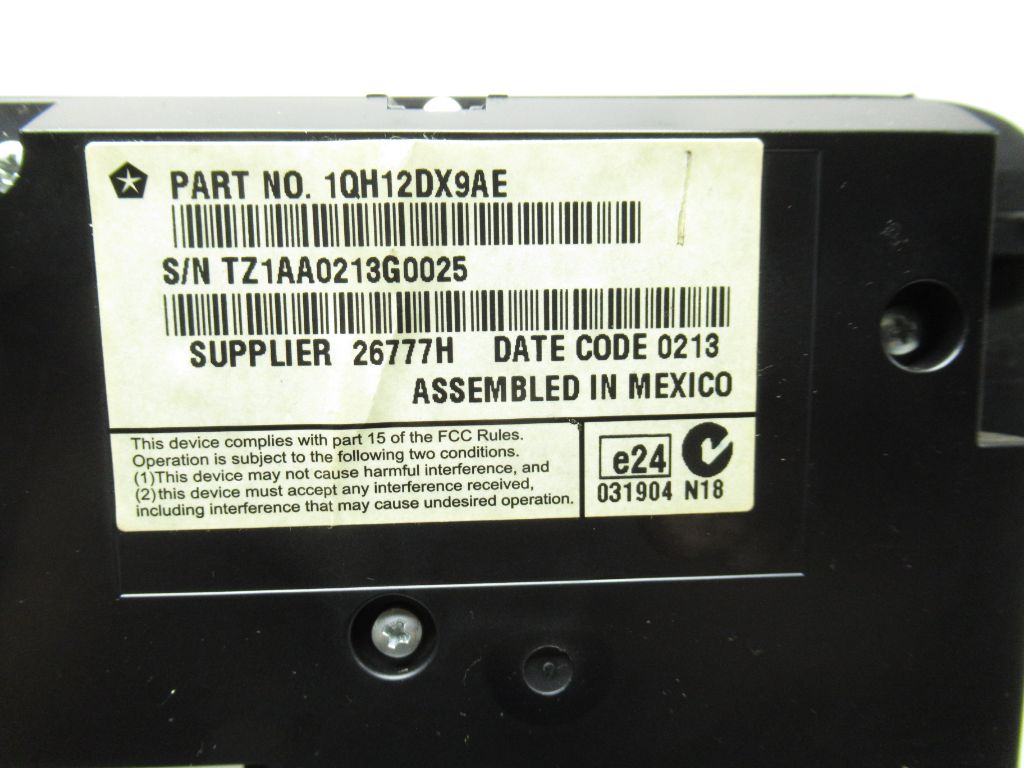 PART NO. 1QH12DX9AE
S/N TZ1AA0213G0025
SUPPLIER 26777H DATE CODE 0213
ASSEMBLED IN MEXICO
This device complies with part 15 of the FCC Rules.
Operation is subject to the following two conditions.
(1)This device may not cause harmful interference, and
(2)this device must accept any interference received,
including interference that may cause undesired operation.
e24
031904 N18